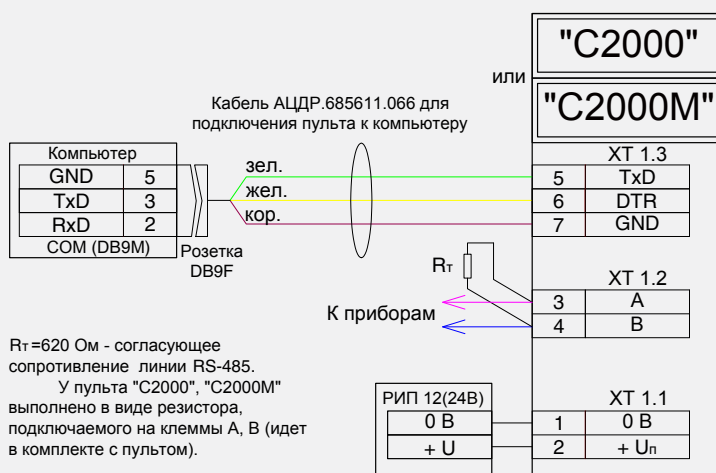 "С2000"
или
"С2000М"
Кабель АЦДР.685611.066 для
подключения пульта к компьютеру
Компьютер
GND 5
TxD 3
RxD 2
COM (DB9M)
Розетка
DB9F
зел.
жел.
кор.
XT 1.3
5 TxD
6 DTR
7 GND
Rт
К приборам
XT 1.2
3 A
4 B
Rт=620 Ом - согласующее
сопротивление линии RS-485.
У пульта "С2000", "С2000М"
выполнено в виде резистора,
подключаемого на клеммы А, В (идет
в комплекте с пультом).
РИП 12(24В)
0 В
+ U
XT 1.1
1 0 В
2 + Uп